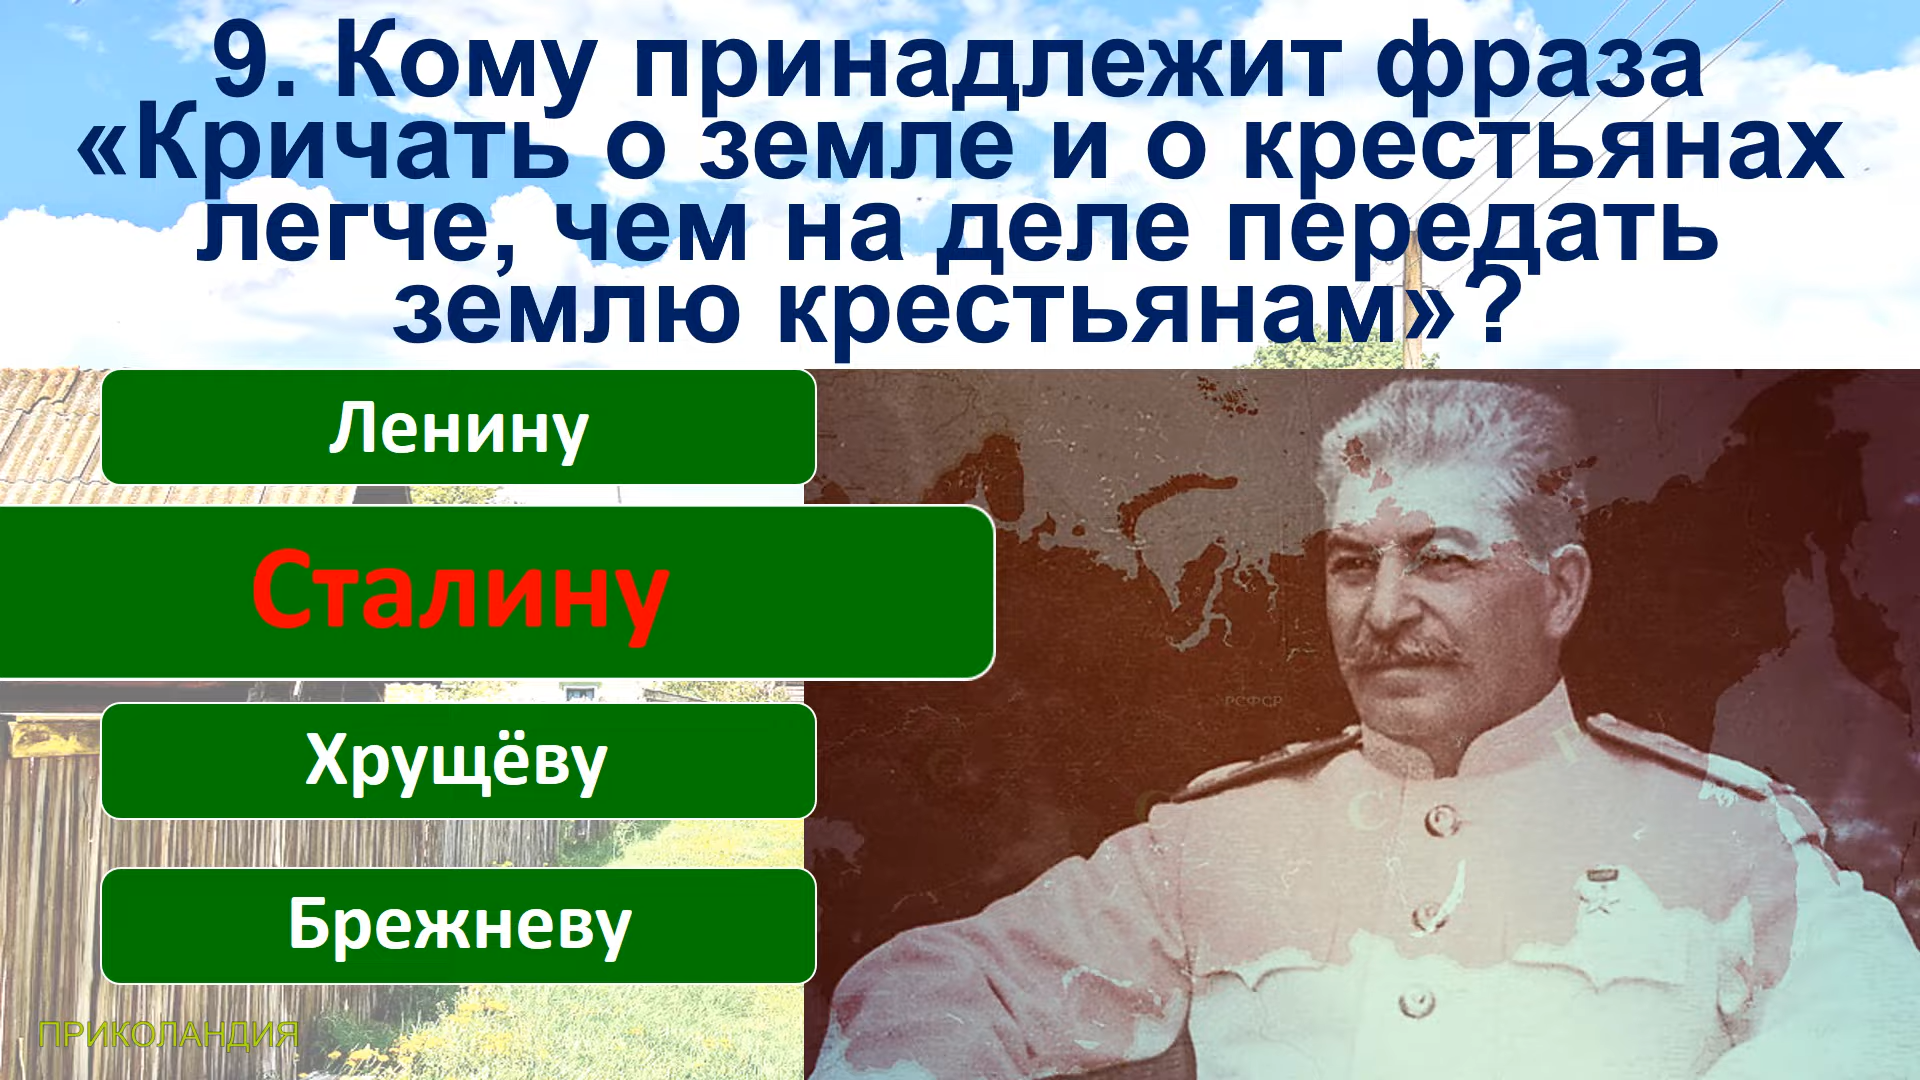 9. Кому принадлежит фраза
«Кричать о земле и о крестьянах
легче, чем на деле передать
землю крестьянам»?
Ленину
Сталину
Хрущёву
Брежневу
РСФСР
ПРИКОЛАНДИЯ